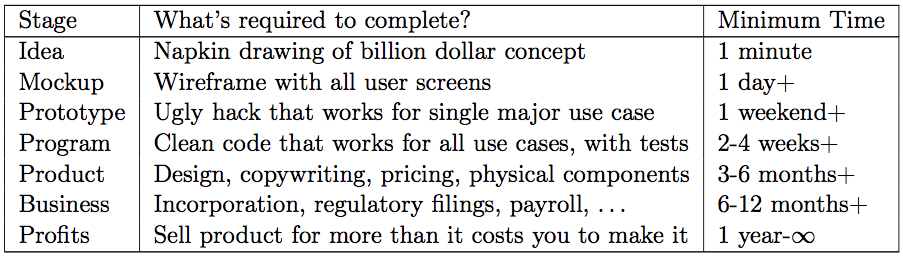 Stage What's required to complete? Minimum Time
Idea Napkin drawing of billion dollar concept 1 minute
Mockup Wireframe with all user screens 1 day+
Prototype Ugly hack that works for single major use case 1 weekend+
Program Clean code that works for all use cases, with tests 2-4 weeks+
Product Design, copywriting, pricing, physical components 3-6 months+
Business Incorporation, regulatory filings, payroll, ... 6-12 months+
Profits Sell product for more than it costs you to make it 1 year-∞